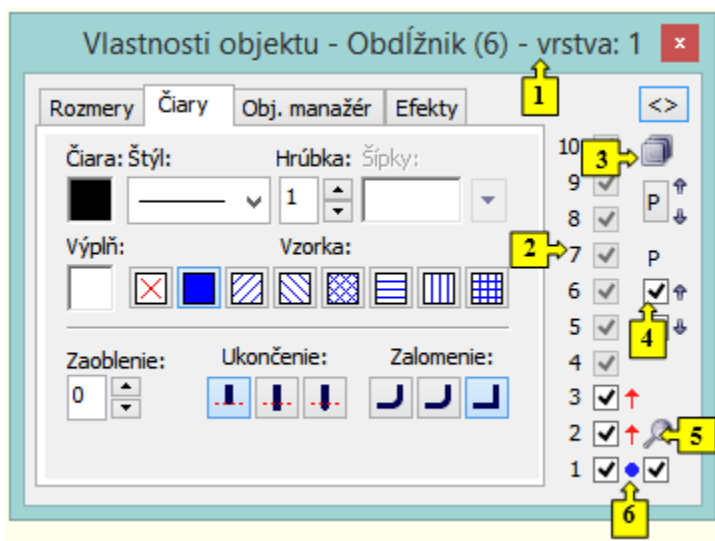 Vlastnosti objektu - Obdĺžnik (6) - vrstva: 1 x
1
Rozmery Čiary Obj. manažér Efekty <>
Čiara: Štýl: Hrúbka: Šípky:
1
10
3
9
P
8
Výplň: Vzorka:
2
7
P
6
5
4
Zaoblenie: Ukončenie: Zalomenie:
4
0
3
2
5
1
6